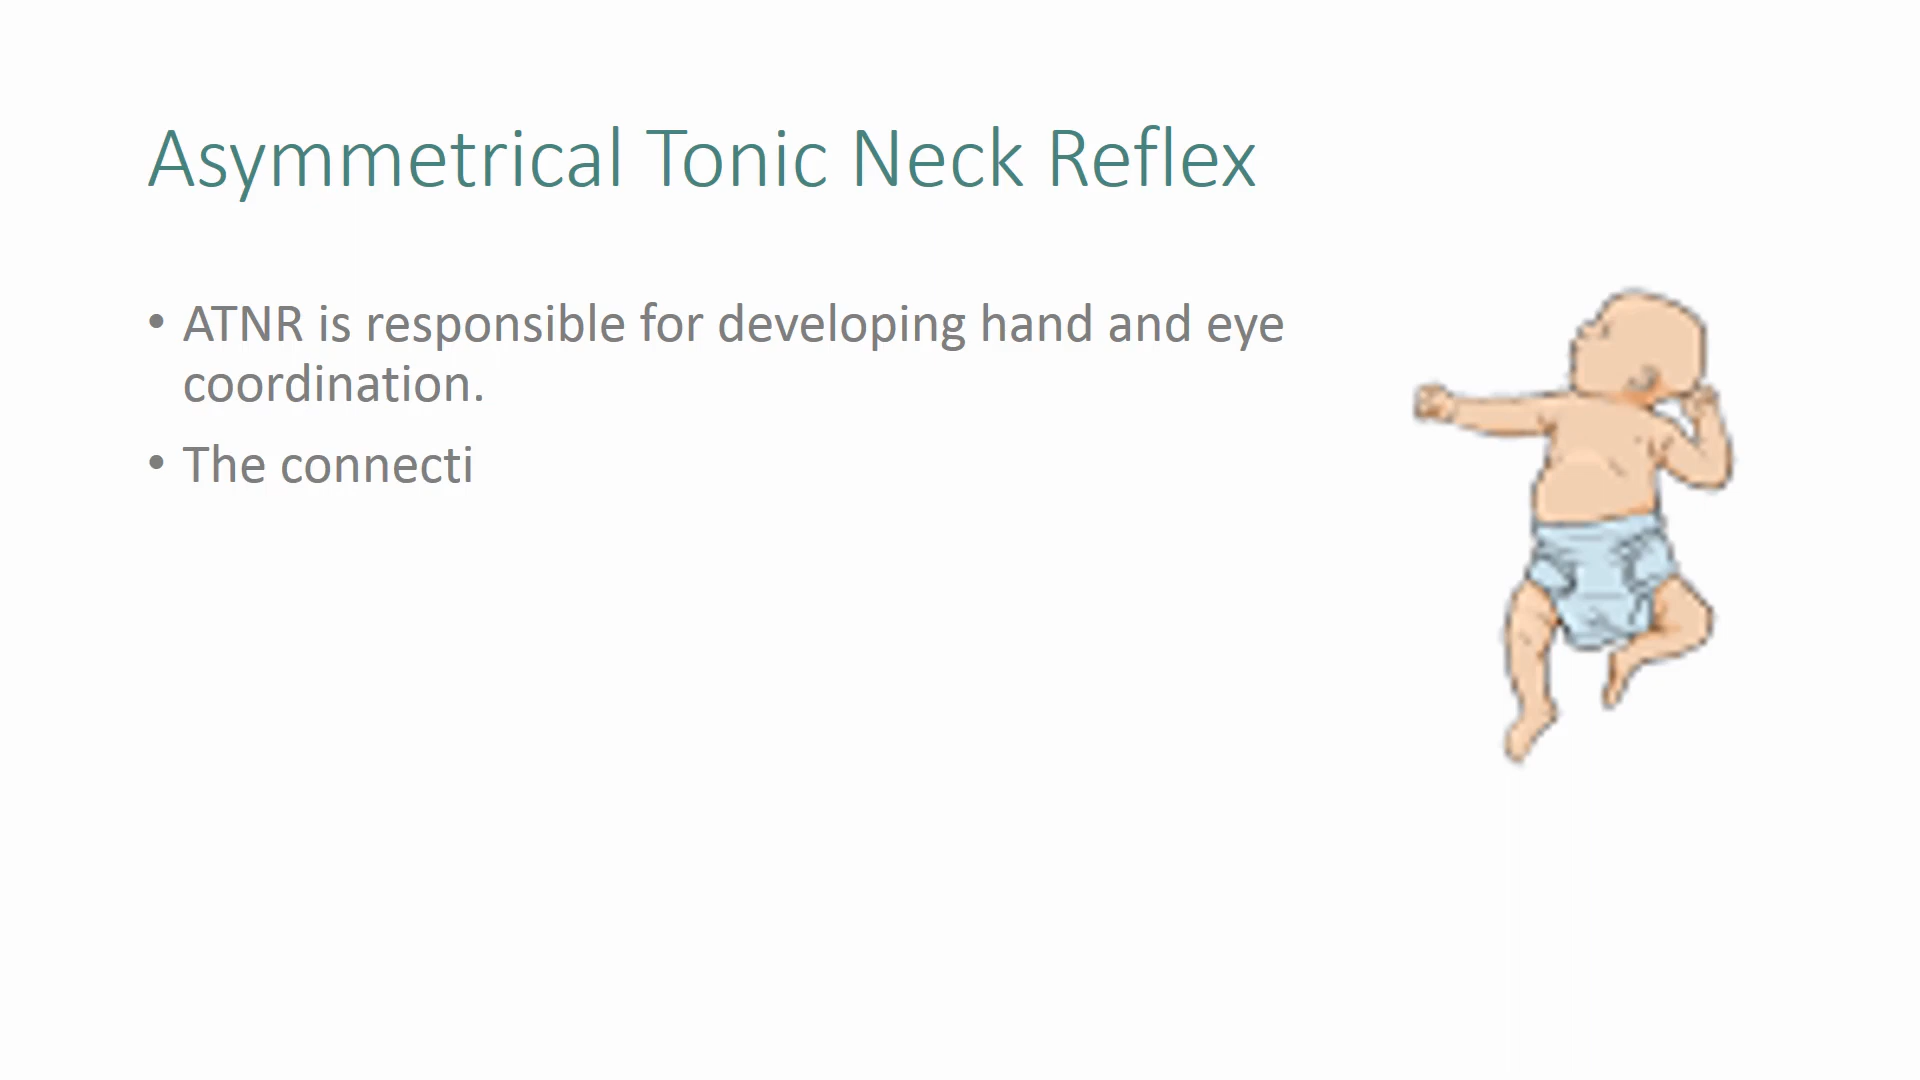 Asymmetrical Tonic Neck Reflex
• ATNR is responsible for developing hand and eye
coordination.
• The connecti